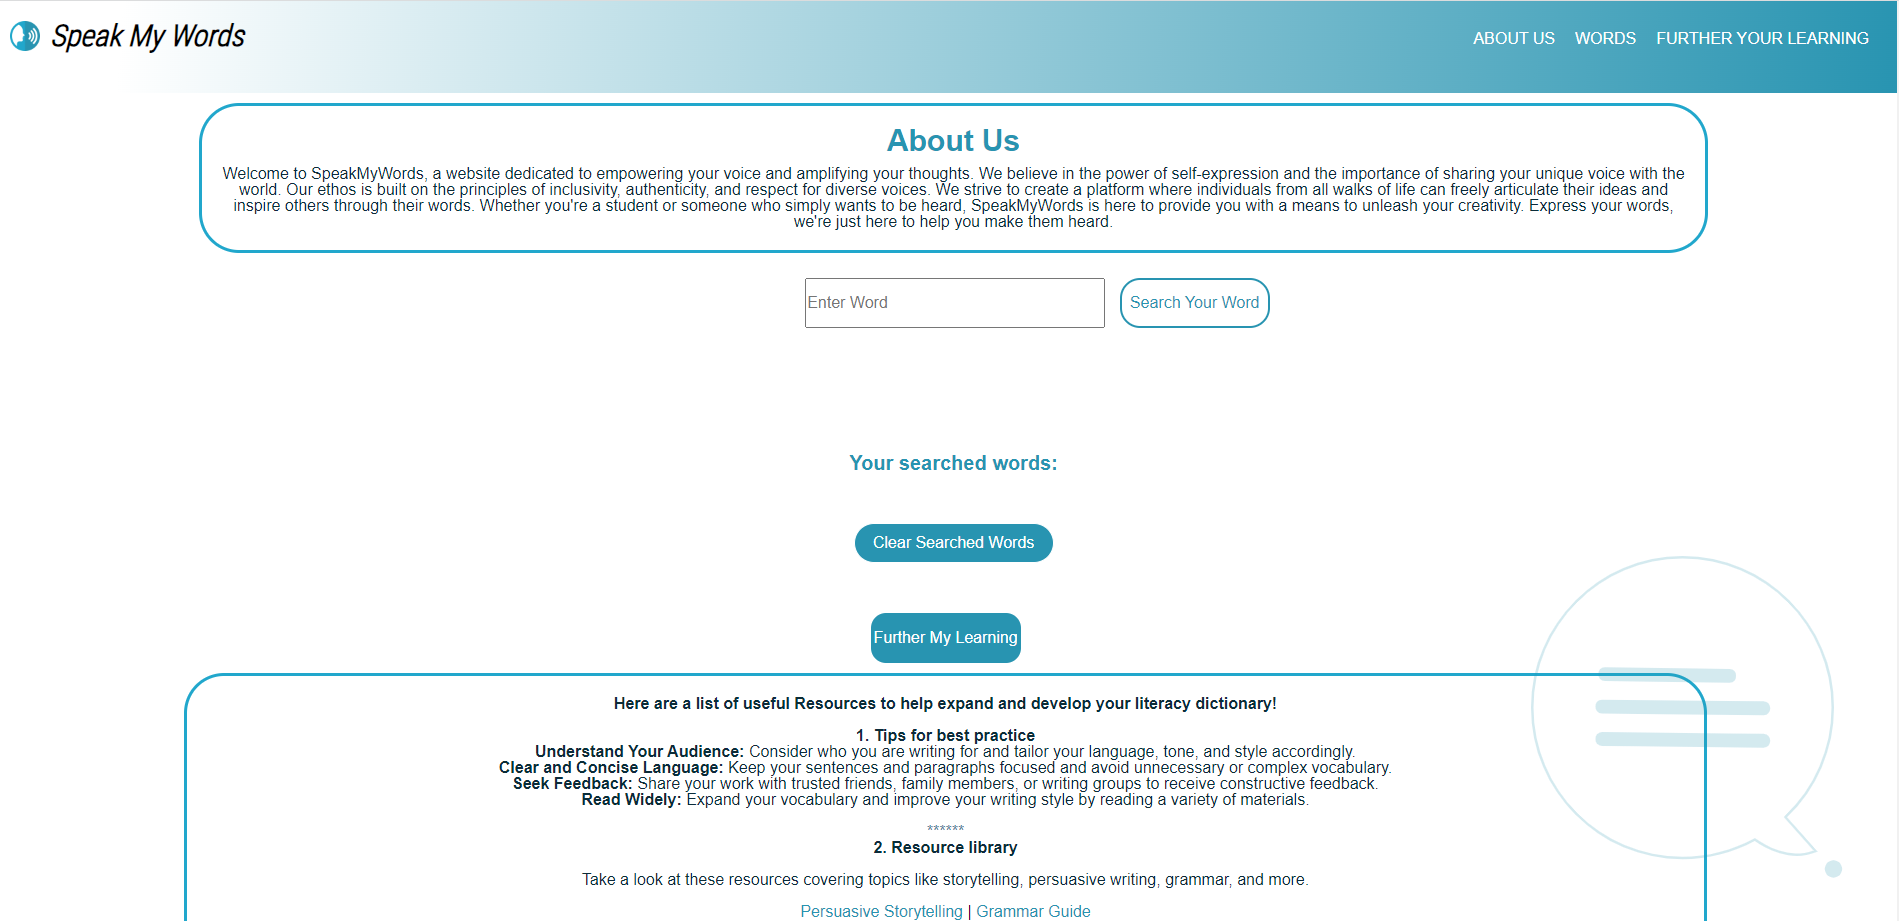 Speak My Words
ABOUT US WORDS FURTHER YOUR LEARNING
About Us
Welcome to SpeakMyWords, a website dedicated to empowering your voice and amplifying your thoughts. We believe in the power of self-expression and the importance of sharing your unique voice with the
world. Our ethos is built on the principles of inclusivity, authenticity, and respect for diverse voices. We strive to create a platform where individuals from all walks of life can freely articulate their ideas and
inspire others through their words. Whether you're a student or someone who simply wants to be heard, SpeakMyWords is here to provide you with a means to unleash your creativity. Express your words,
we're just here to help you make them heard.
Enter Word
Search Your Word
Your searched words:
Clear Searched Words
Further My Learning
Here are a list of useful Resources to help expand and develop your literacy dictionary!
1. Tips for best practice
Understand Your Audience: Consider who you are writing for and tailor your language, tone, and style accordingly.
Clear and Concise Language: Keep your sentences and paragraphs focused and avoid unnecessary or complex vocabulary.
Seek Feedback: Share your work with trusted friends, family members, or writing groups to receive constructive feedback.
Read Widely: Expand your vocabulary and improve your writing style by reading a variety of materials.
******
2. Resource library
Take a look at these resources covering topics like storytelling, persuasive writing, grammar, and more.
Persuasive Storytelling | Grammar Guide